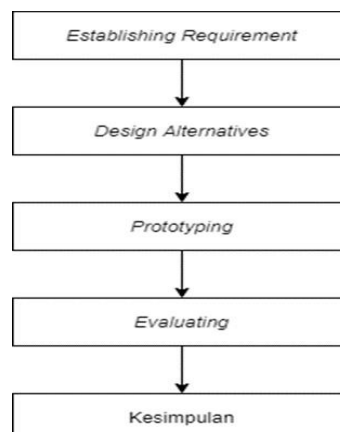 Establishing Requirement
Design Alternatives
Prototyping
Evaluating
Kesimpulan